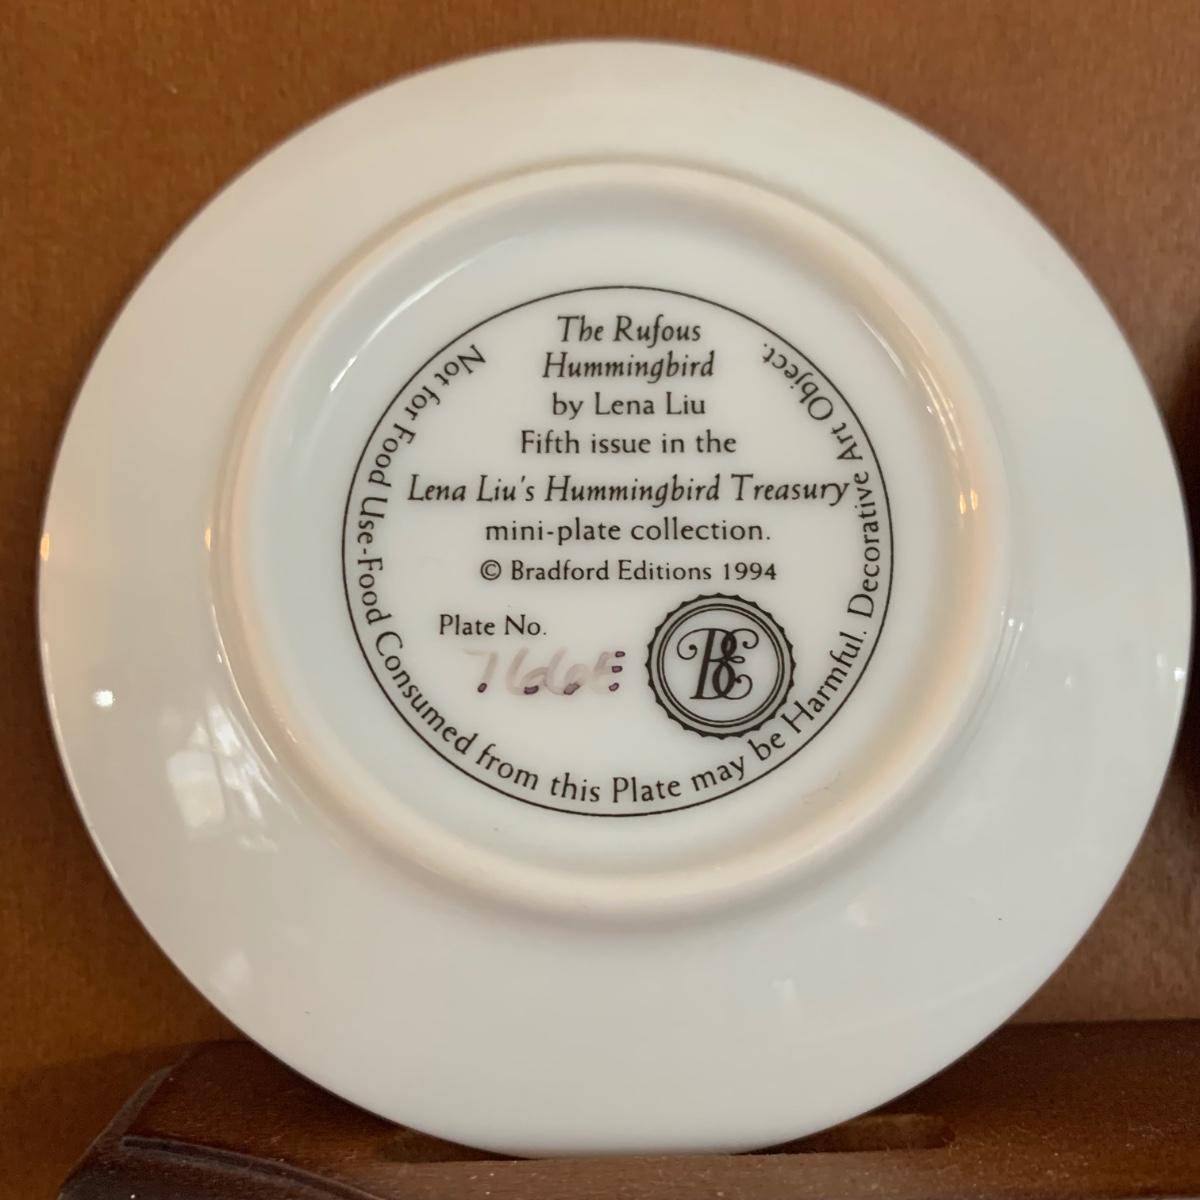 The Rufous
Hummingbird
by Lena Liu
Fifth issue in the
Lena Liu's Hummingbird Treasury
mini-plate collection.
© Bradford Editions 1994
Plate No.
BE
Not for Food Use-Food Consumed from this Plate may be Harmful. Decorative Art Object.